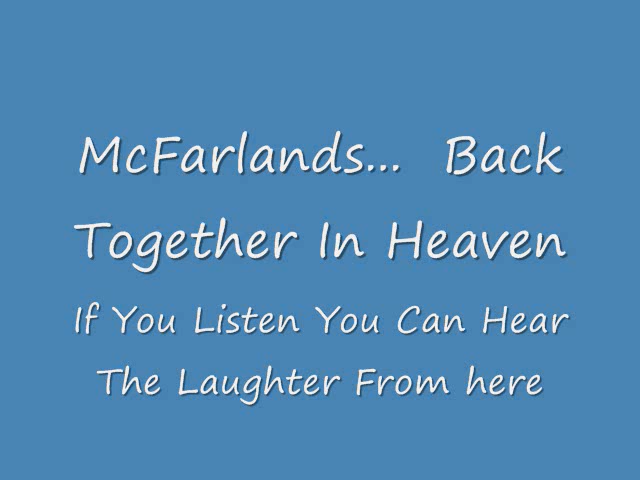 McFarlands... Back
Together In Heaven
If You Listen You Can Hear
The Laughter From here